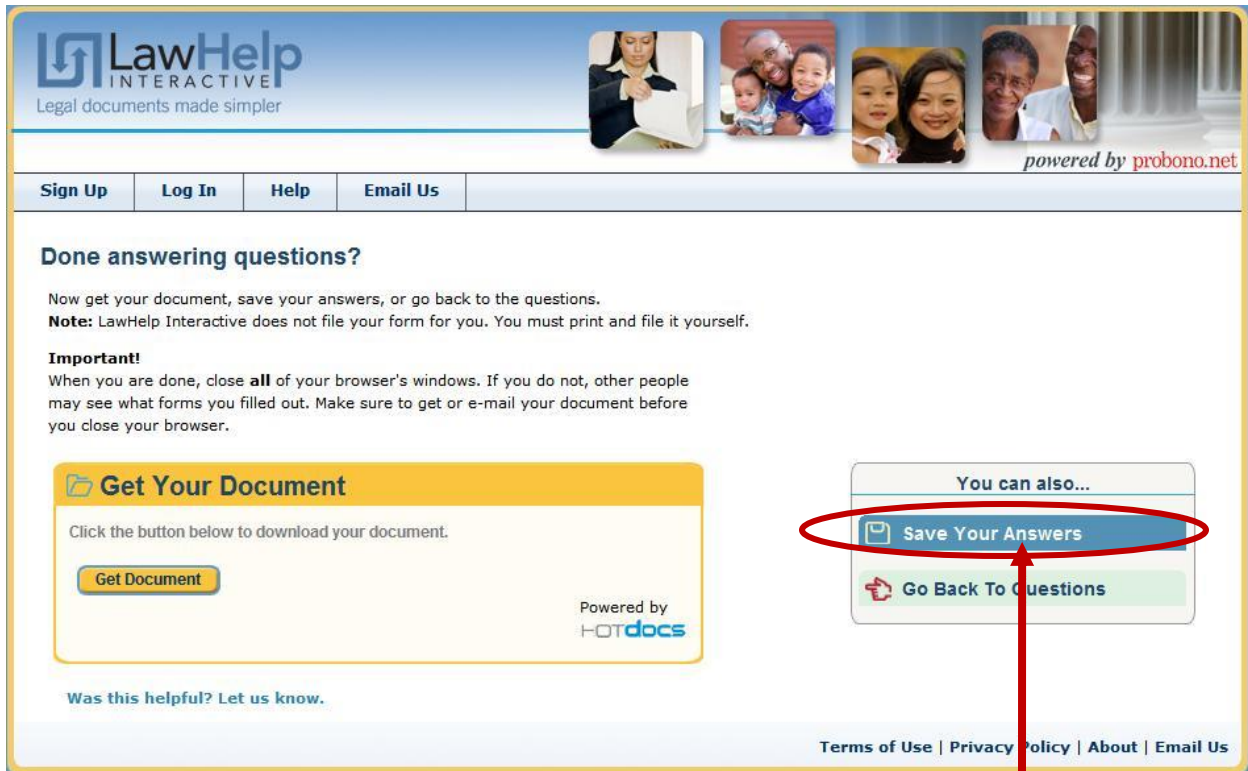 LawHelp
INTERACTIVE
Legal documents made simpler
powered by probono.net
Sign Up Log In Help Email Us
Done answering questions?
Now get your document, save your answers, or go back to the questions.
Note: LawHelp Interactive does not file your form for you. You must print and file it yourself.
Important!
When you are done, close all of your browser's windows. If you do not, other people
may see what forms you filled out. Make sure to get or e-mail your document before
you close your browser.
Get Your Document
Click the button below to download your document.
Get Document
Powered by
HOTdocs
You can also...
Save Your Answers
Go Back To Questions
Was this helpful? Let us know.
Terms of Use | Privacy Policy | About | Email Us